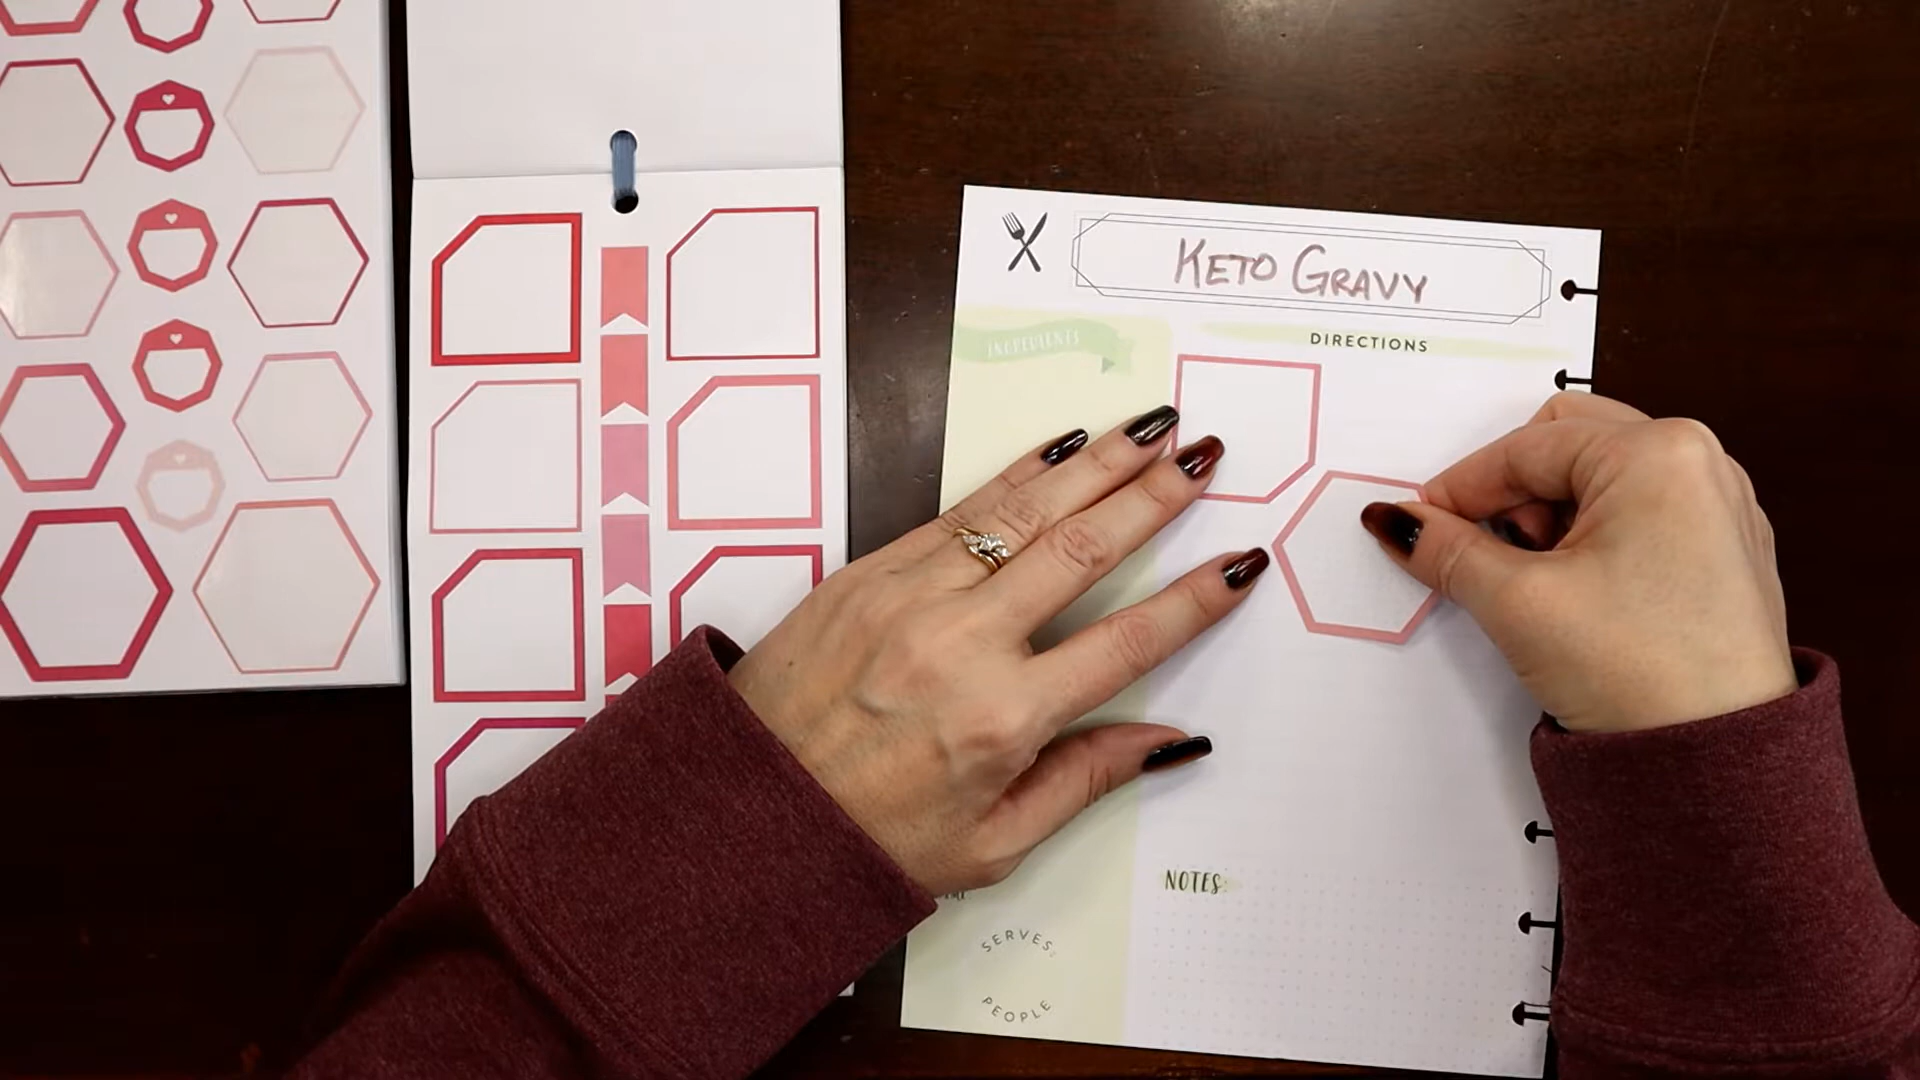 KETO GRAVY
INGREDIENTS
DIRECTIONS
NOTES:
SERVES:
PEOPLE